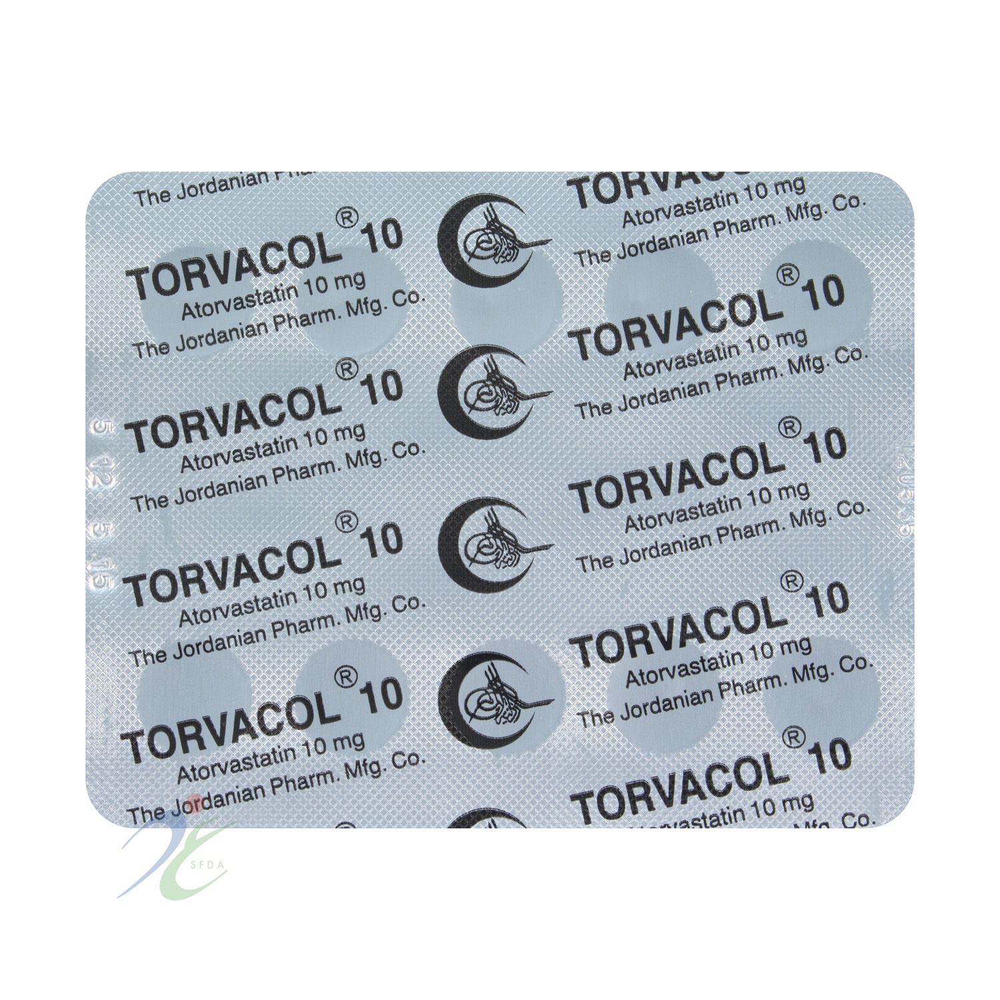 The Jordanian
TORVACOL® 10
Atorvastatin 10 mg
The Jordanian Pharm. Mfg. Co.
TORVACOL® 10
Atorvastatin 10 mg
The Jordanian Pharm. Mfg. Co.
TORVACOL® 10
Atorvastatin 10 mg
The Jordanian Pharm. Mfg. Co.
TORVACOL® 10
Atorvastatin 10 mg
The Jordanian Pharm. Mfg. Co.
TORVACOL
Atorvastatin 10 mg
The Jordanian Pharm. Mfg. Co.
TORVACOL® 10
Atorvastatin 10 mg
The Jordanian Pharm. Mfg. Co.
TORVACOL® 10
Atorvastatin 10 mg
The Jordanian Pharm. Mfg. Co.
TORVACOL® 10
Atorvastatin 10 mg
The Jordanian Pharm. Mfg. Co.
TORVACOL® 10
Atorvastatin 10 mg
Mfg. Co.
5 12 5 15
SFDA